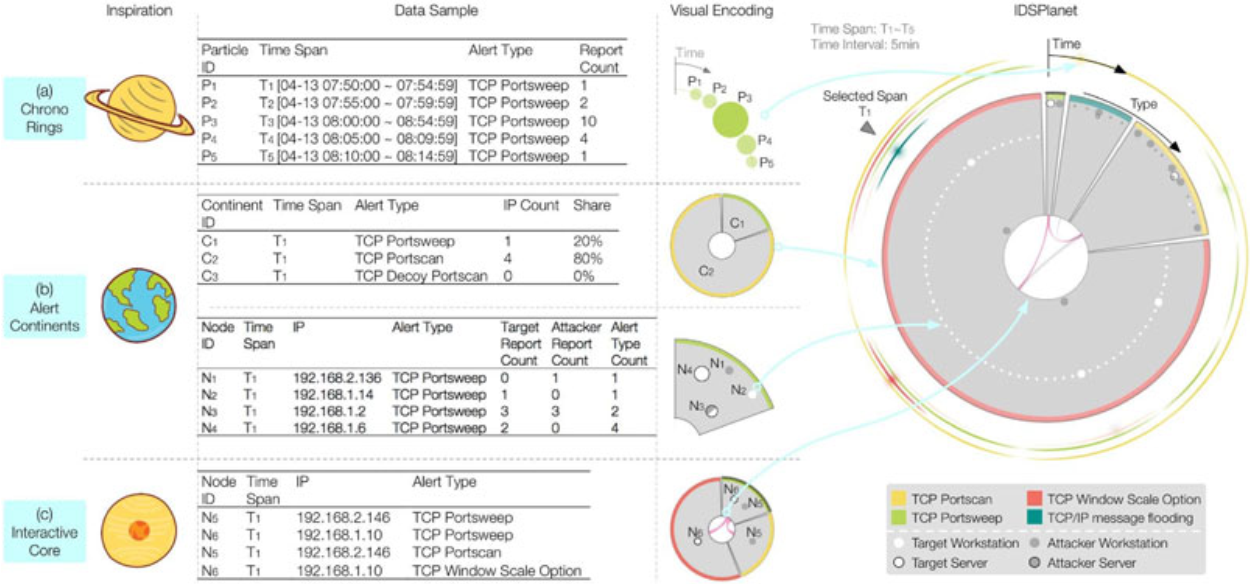 Inspiration Data Sample Visual Encoding IDSPlanet
Time Span: T1~T5
Time Interval: 5min
(a)
Chrono
Rings
Particle ID Time Span Alert Type Report Count
P1 T1 [04-13 07:50:00 ~ 07:54:59] TCP Portsweep 1
P2 T2 [04-13 07:55:00 ~ 07:59:59] TCP Portsweep 2
P3 T3 [04-13 08:00:00 ~ 08:54:59] TCP Portsweep 10
P4 T4 [04-13 08:05:00 ~ 08:09:59] TCP Portsweep 4
P5 T5 [04-13 08:10:00 ~ 08:14:59] TCP Portsweep 1
Time
P1
P2
P3
P4
P5
Time
Type
Selected Span
T1
(b)
Alert
Continents
Continent ID Time Span Alert Type IP Count Share
C1 T1 TCP Portsweep 1 20%
C2 T1 TCP Portscan 4 80%
C3 T1 TCP Decoy Portscan 0 0%
C1
C2
Node ID Time Span IP Alert Type Target Report Count Attacker Report Count Alert Type Count
N1 T1 192.168.2.136 TCP Portsweep 0 1 1
N2 T1 192.168.1.14 TCP Portsweep 1 0 1
N3 T1 192.168.1.2 TCP Portsweep 3 3 2
N4 T1 192.168.1.6 TCP Portsweep 2 0 4
N4 N1
N2
N3
(c)
Interactive
Core
Node ID Time Span IP Alert Type
N5 T1 192.168.2.146 TCP Portsweep
N6 T1 192.168.1.10 TCP Portsweep
N5 T1 192.168.2.146 TCP Portscan
N6 T1 192.168.1.10 TCP Window Scale Option
N6
N5
N6
N5
TCP Portscan TCP Window Scale Option
TCP Portsweep TCP/IP message flooding
Target Workstation Attacker Workstation
Target Server Attacker Server